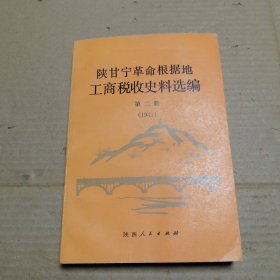 陕甘宁革命根据地
工商税收史料选编
第二册
(1941)
陕西人民出版社